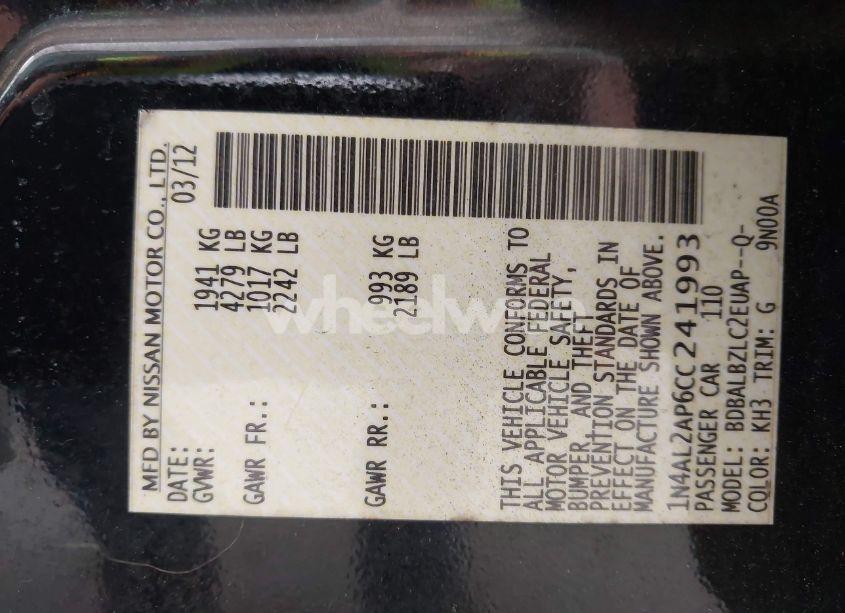 MFD BY NISSAN MOTOR CO., LTD.
DATE: 03/12
GVWR: 1941 KG
4279 LB
GAWR FR.: 1017 KG
2242 LB
GAWR RR.: 993 KG
2189 LB
THIS VEHICLE CONFORMS TO
ALL APPLICABLE FEDERAL
MOTOR VEHICLE SAFETY,
BUMPER, AND THEFT
PREVENTION STANDARDS IN
EFFECT ON THE DATE OF
MANUFACTURE SHOWN ABOVE.
1N4AL2AP6CC241993
PASSENGER CAR 110
MODEL: BDBALBZLC2EUAP--Q-
COLOR: KH3 TRIM: G 9N00A